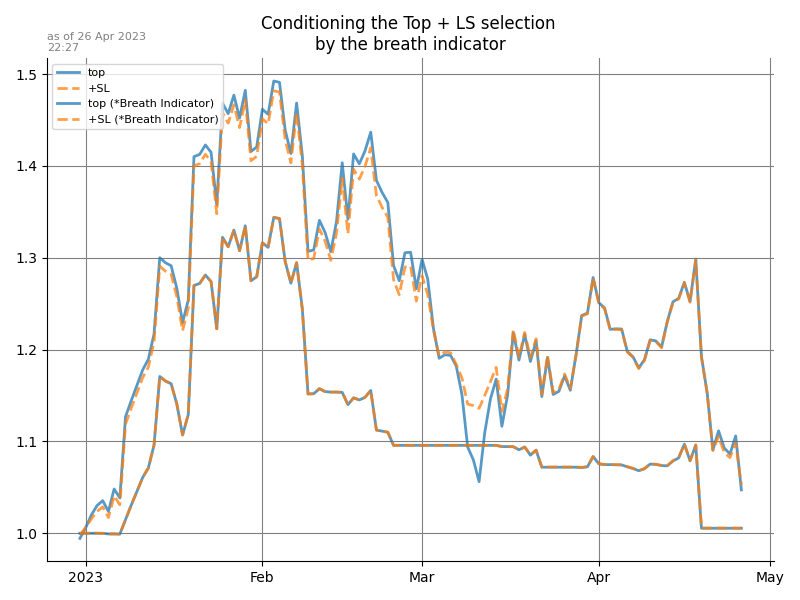 Conditioning the Top + LS selection
by the breath indicator
as of 26 Apr 2023
22:27
top
+SL
top (*Breath Indicator)
+SL (*Breath Indicator)
1.5
1.4
1.3
1.2
1.1
1.0
2023
Feb
Mar
Apr
May